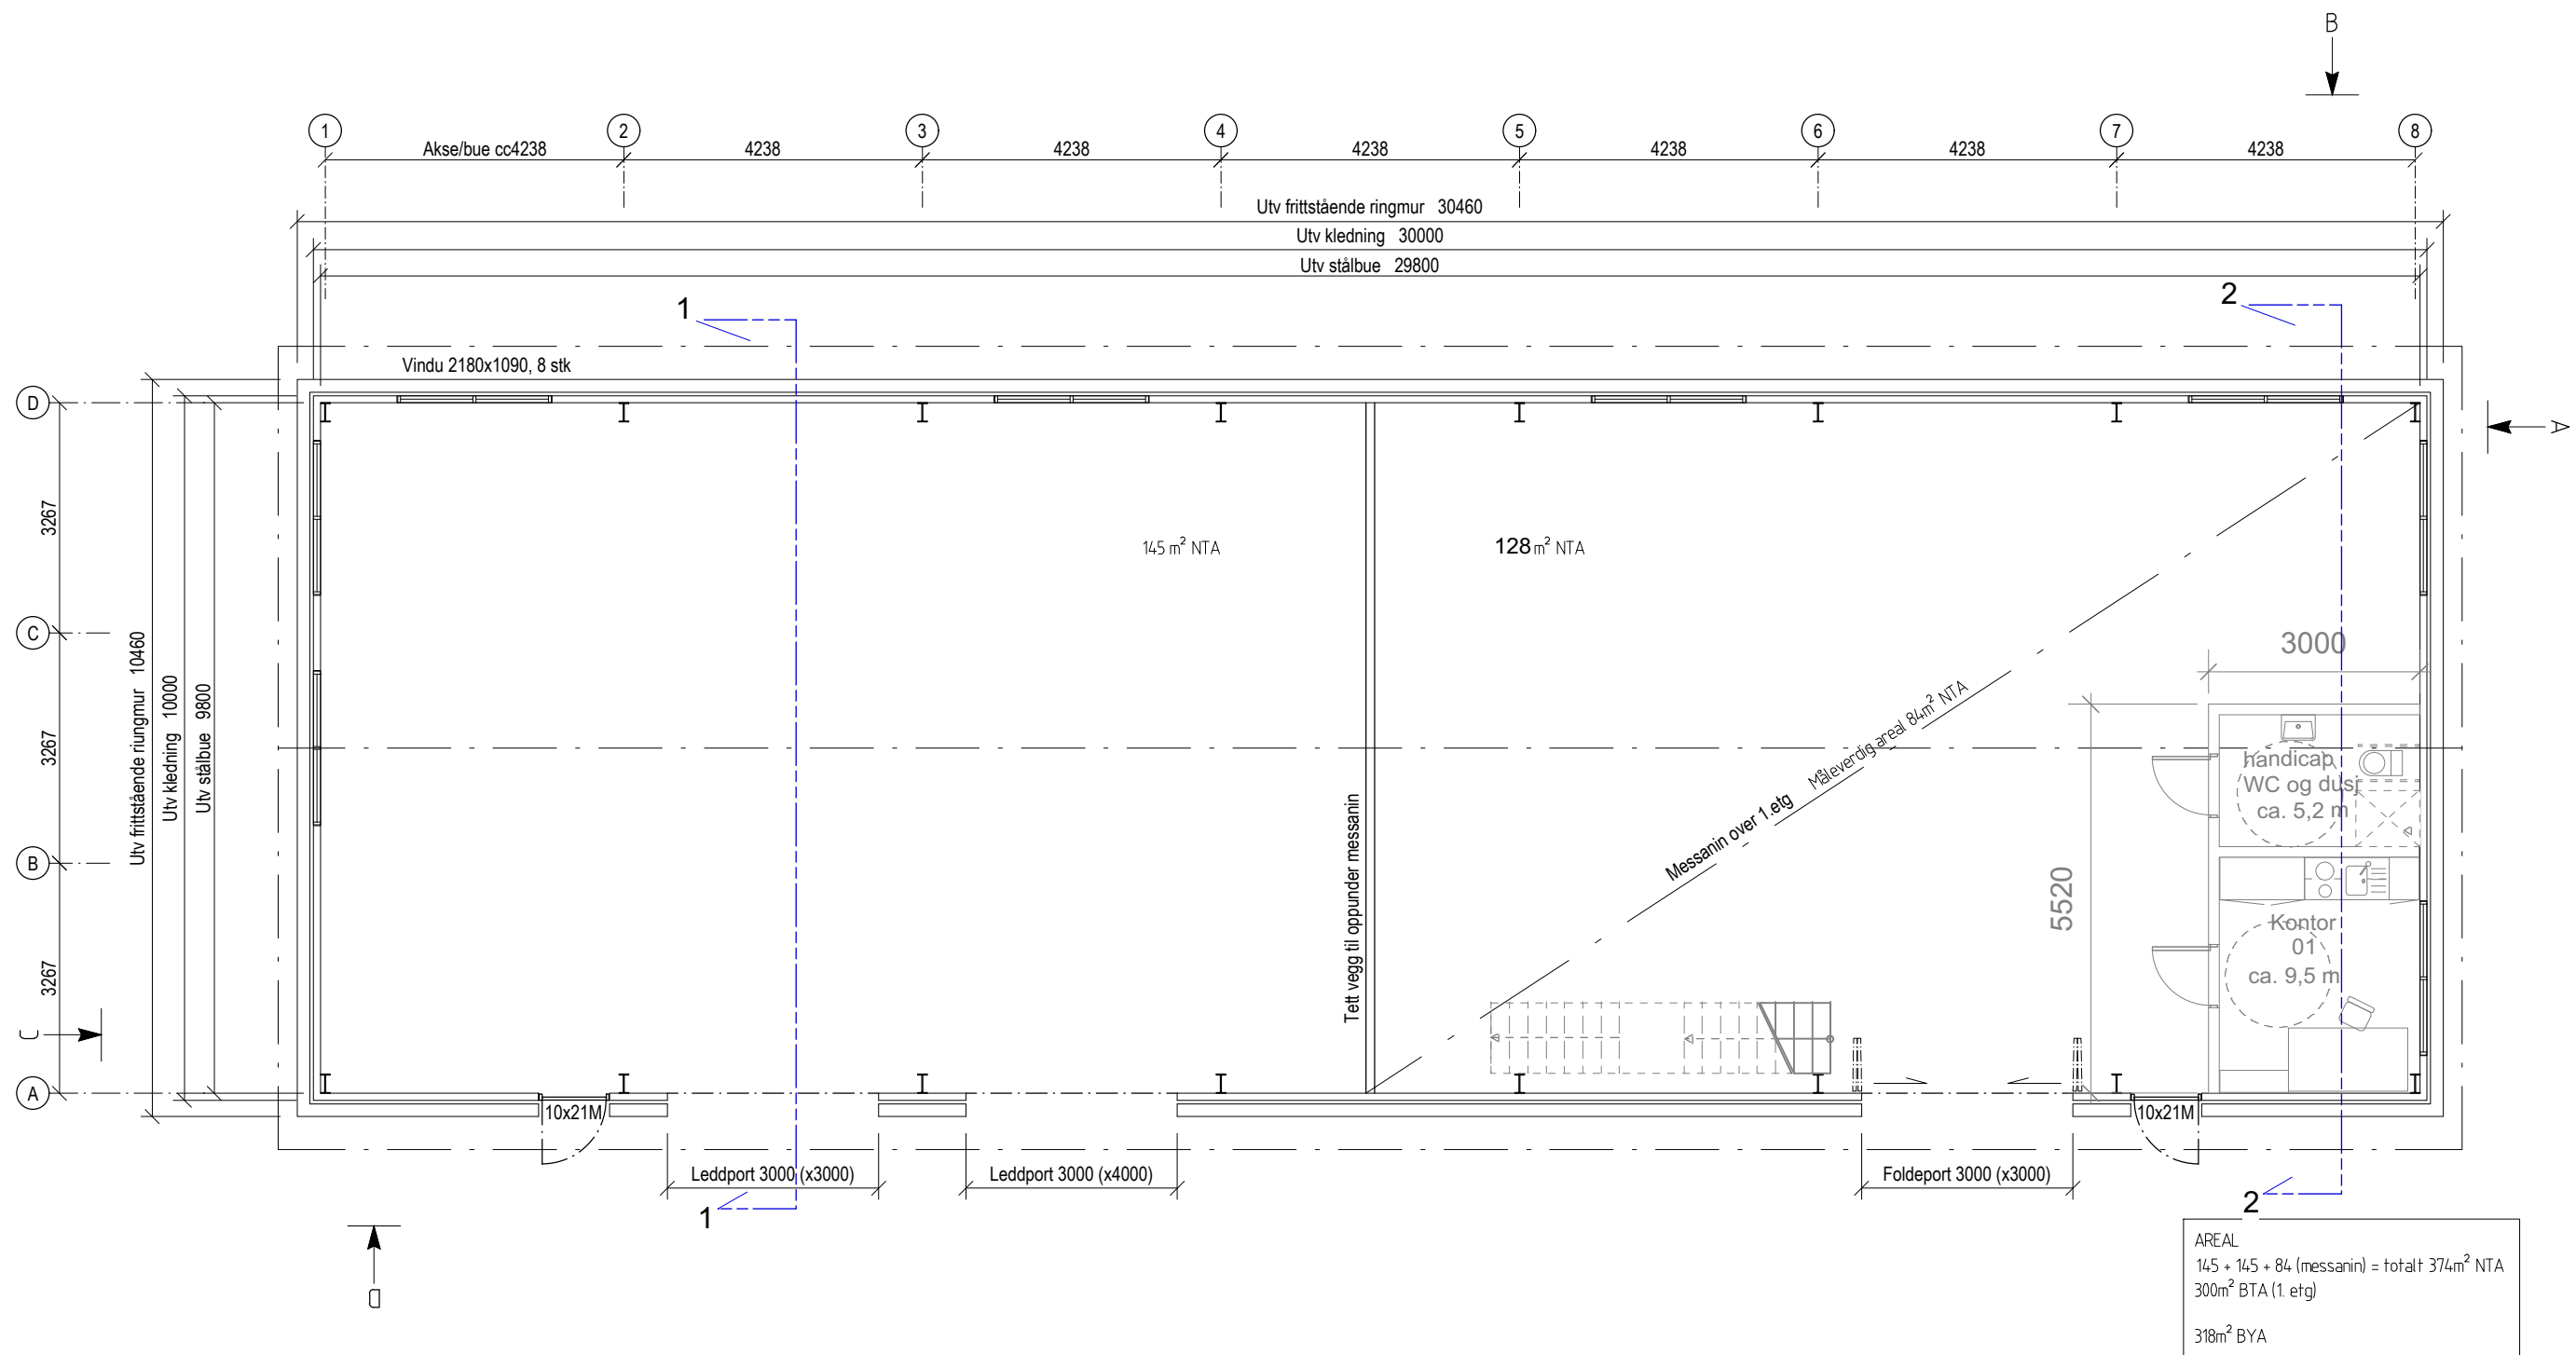 B
1
2
3
4
5
6
7
8
Akse/bue cc4238
4238
4238
4238
4238
4238
4238
Utv frittstående ringmur 30460
Utv kledning 30000
Utv stålbue 29800
1
2
Vindu 2180x1090, 8 stk
D
A
3267
145 m² NTA
128 m² NTA
C
3000
3267
Utv frittstående riungmur 10460
Utv kledning 10000
Utv stålbue 9800
Måleverdig areal 84m² NTA
Messanin over 1.etg
Tett vegg til oppunder messanin
handicap
WC og dusj
ca. 5,2 m
B
5520
Kontor
01
ca. 9,5 m
3267
C
A
10x21M
10x21M
Leddport 3000 (x3000)
Leddport 3000 (x4000)
Foldeport 3000 (x3000)
1
2
D
AREAL
145 + 145 + 84 (messanin) = totalt 374m² NTA
300m² BTA (1. etg)
318m² BYA